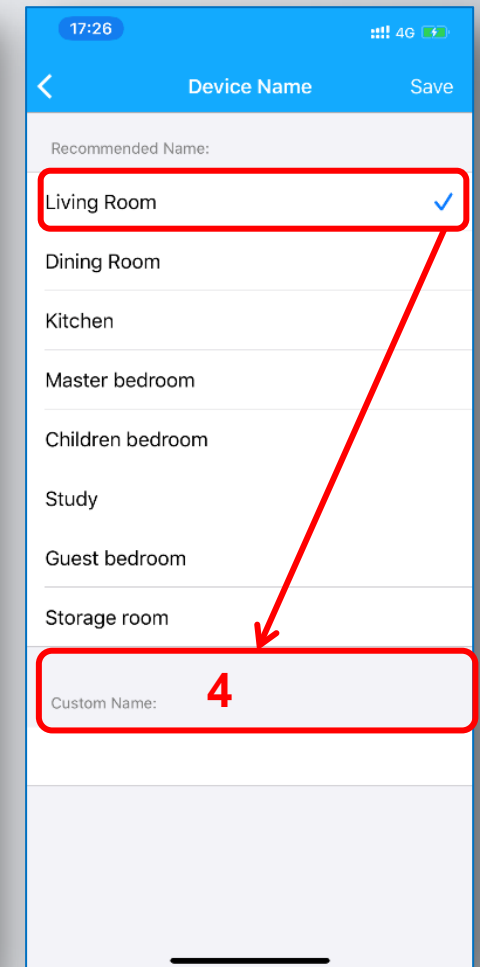 17:26
4G
Device Name
Save
Recommended Name:
Living Room
Dining Room
Kitchen
Master bedroom
Children bedroom
Study
Guest bedroom
Storage room
4
Custom Name: